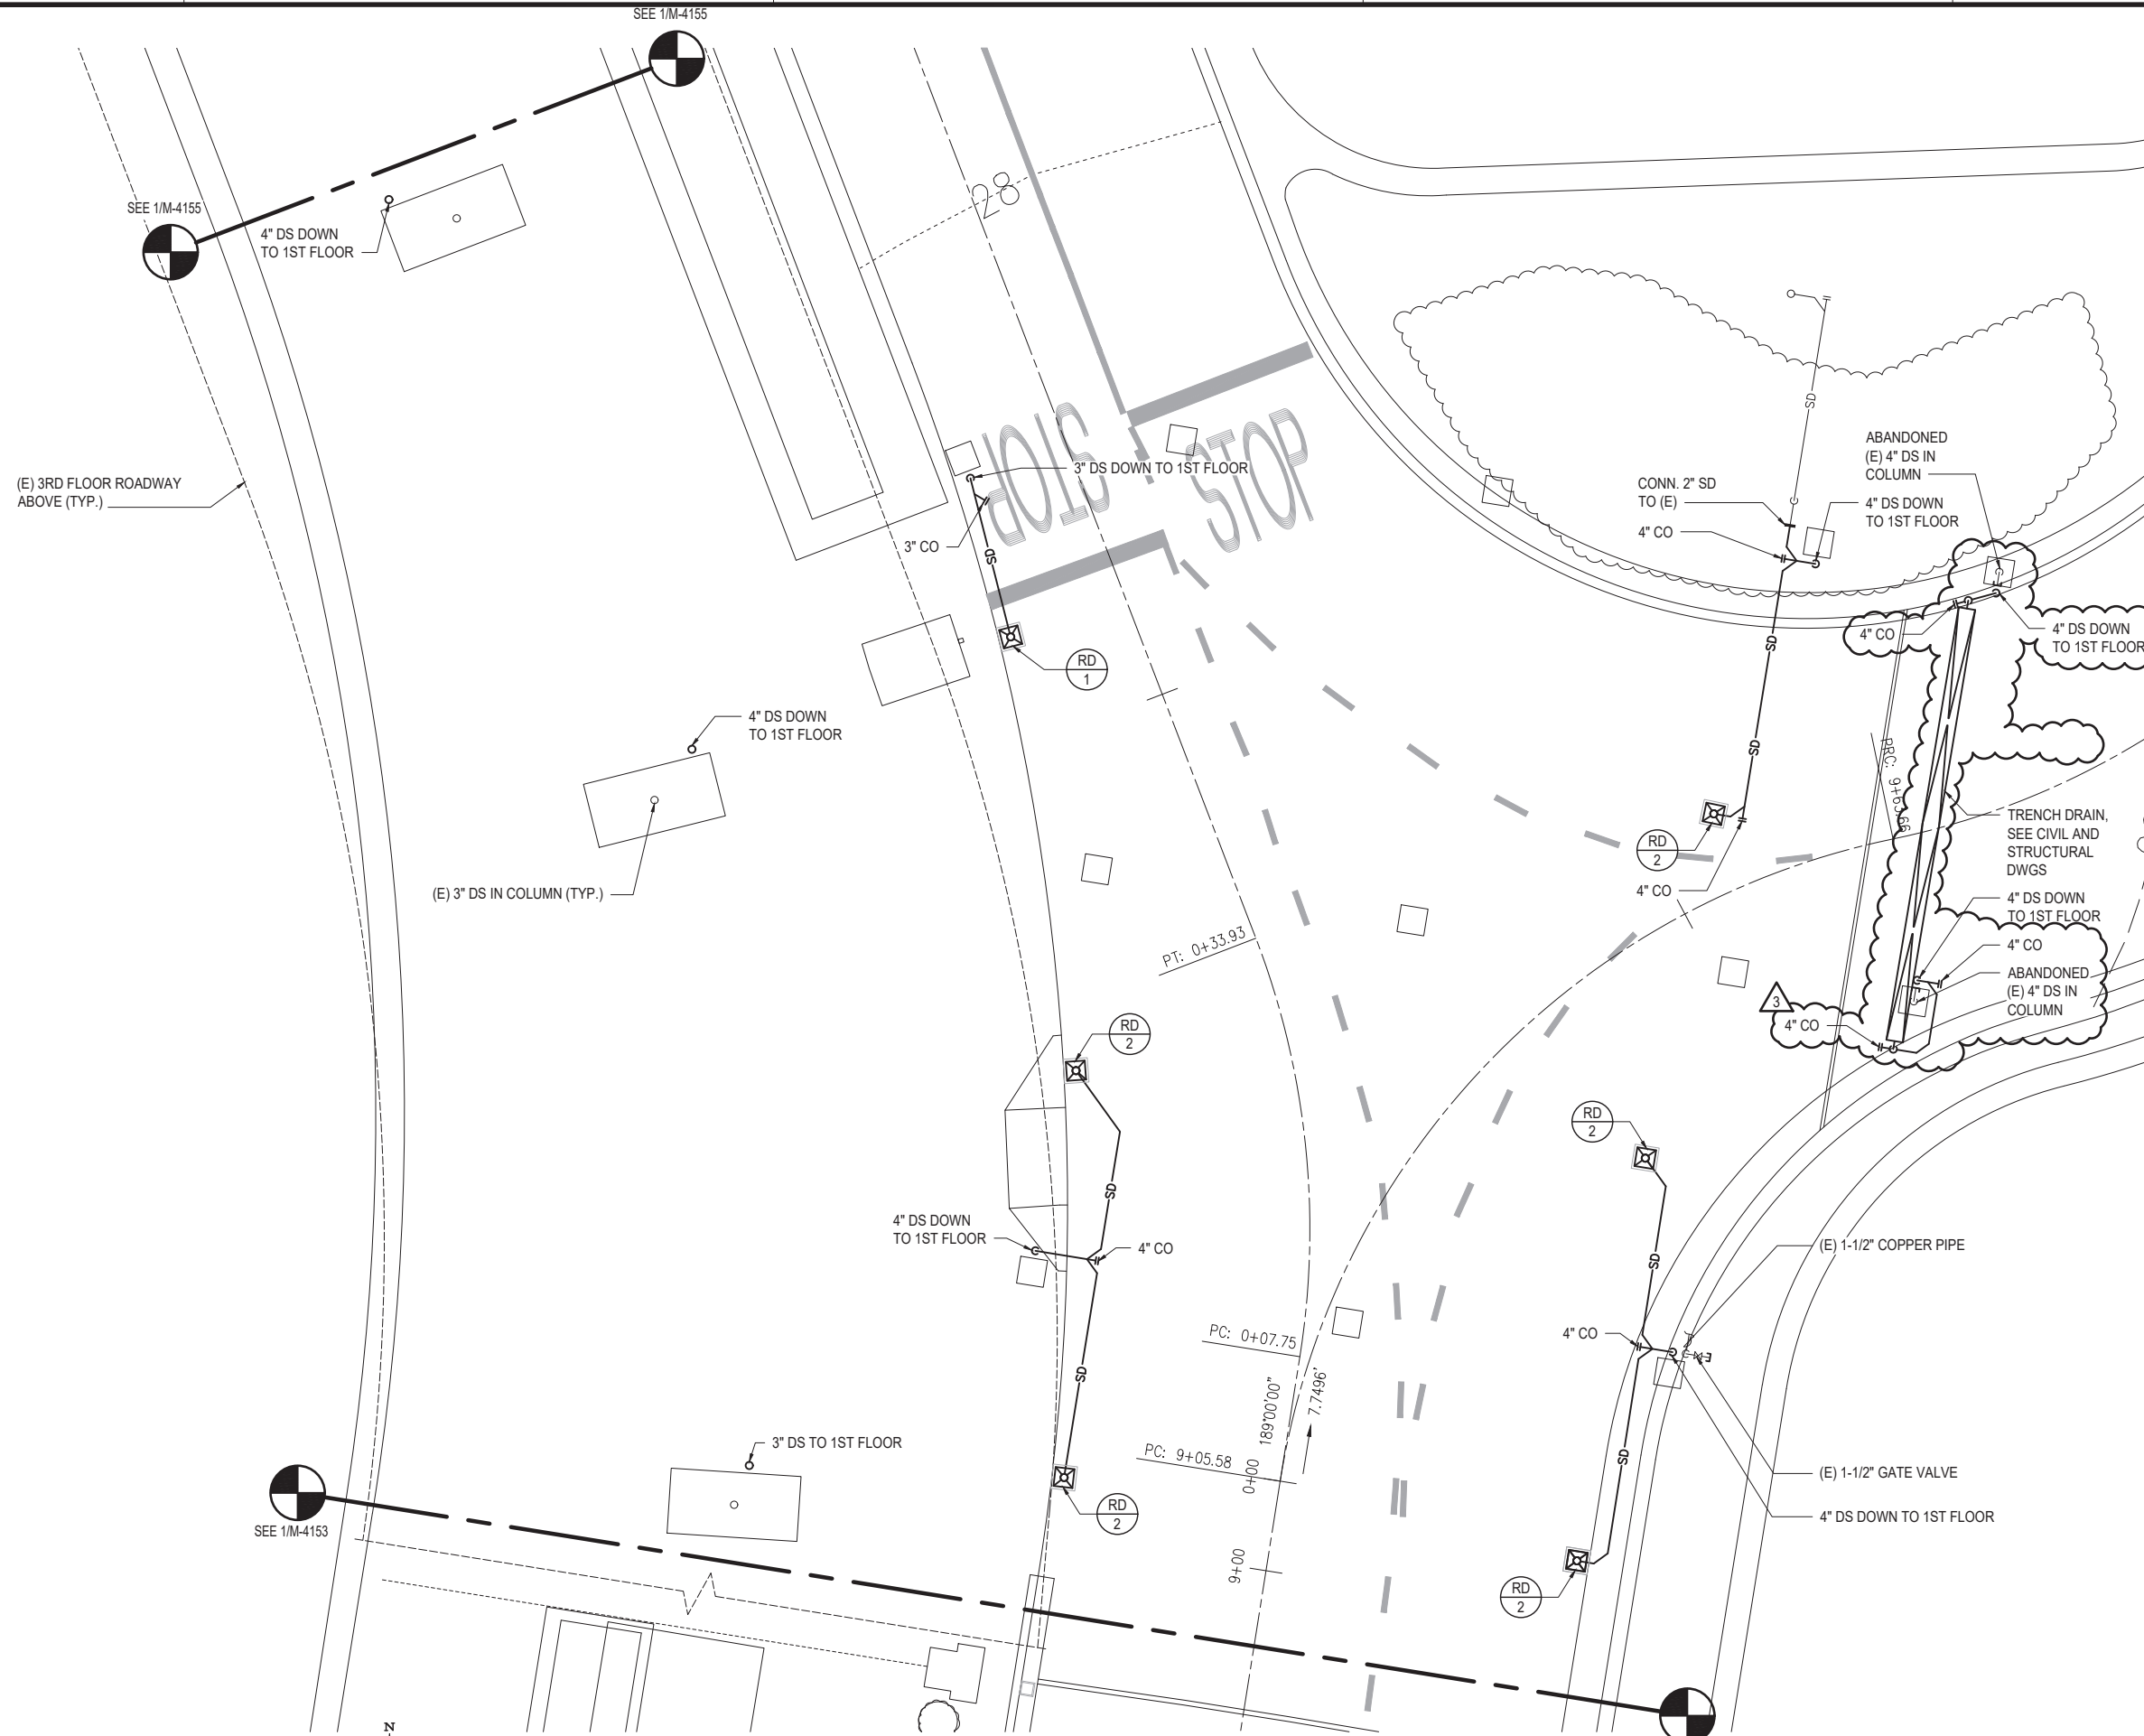 SEE 1/M-4155
SEE 1/M-4155
4" DS DOWN
TO 1ST FLOOR
28
(E) 3RD FLOOR ROADWAY
ABOVE (TYP.)
STOP
STOP
3" DS DOWN TO 1ST FLOOR
3" CO
SD
RD
1
SD
ABANDONED
(E) 4" DS IN
COLUMN
CONN. 2" SD
TO (E)
4" DS DOWN
TO 1ST FLOOR
4" CO
4" CO
4" DS DOWN
TO 1ST FLOOR
SD
SD
4" DS DOWN
TO 1ST FLOOR
(E) 3" DS IN COLUMN (TYP.)
PRC: 9+63.66
TRENCH DRAIN,
SEE CIVIL AND
STRUCTURAL
DWGS
RD
2
4" CO
4" DS DOWN
TO 1ST FLOOR
4" CO
ABANDONED
(E) 4" DS IN
COLUMN
3
4" CO
PT: 0+33.93
RD
2
RD
2
SD
4" DS DOWN
TO 1ST FLOOR
4" CO
SD
(E) 1-1/2" COPPER PIPE
SD
4" CO
PC: 0+07.75
189°00'00"
7.7496'
PC: 9+05.58
0+00
3" DS TO 1ST FLOOR
SD
(E) 1-1/2" GATE VALVE
4" DS DOWN TO 1ST FLOOR
SEE 1/M-4153
RD
2
9+00
RD
2
N